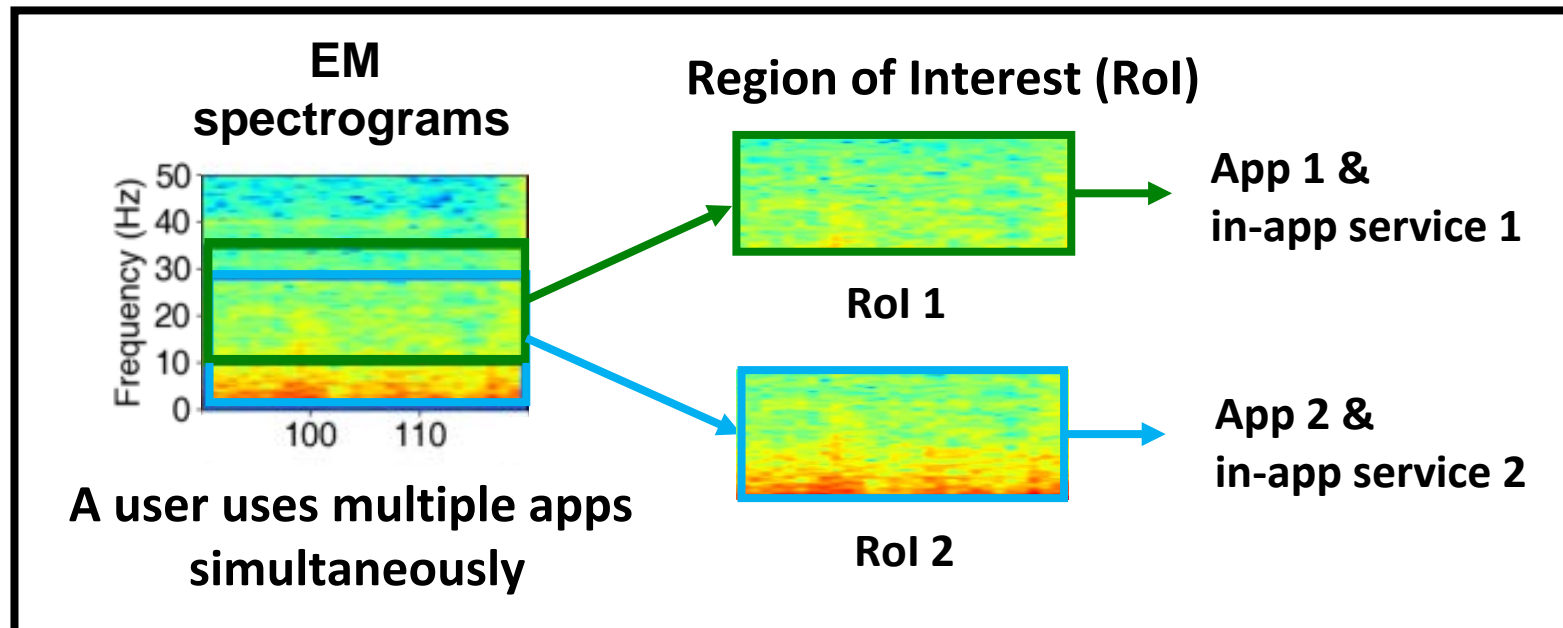 EM
spectrograms
Region of Interest (RoI)
Frequency (Hz)
50
40
30
20
10
0
100 110
RoI 1
App 1 &
in-app service 1
RoI 2
App 2 &
in-app service 2
A user uses multiple apps
simultaneously